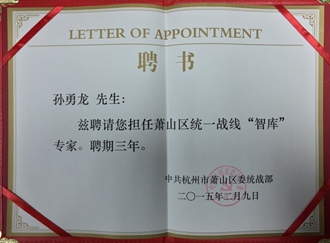 LETTER OF APPOINTMENT
聘书
孙勇龙 先生:
兹聘请您担任萧山区统一战线“智库”
专家。聘期三年。
中共杭州市萧山区委统战部
二〇一五年二月九日